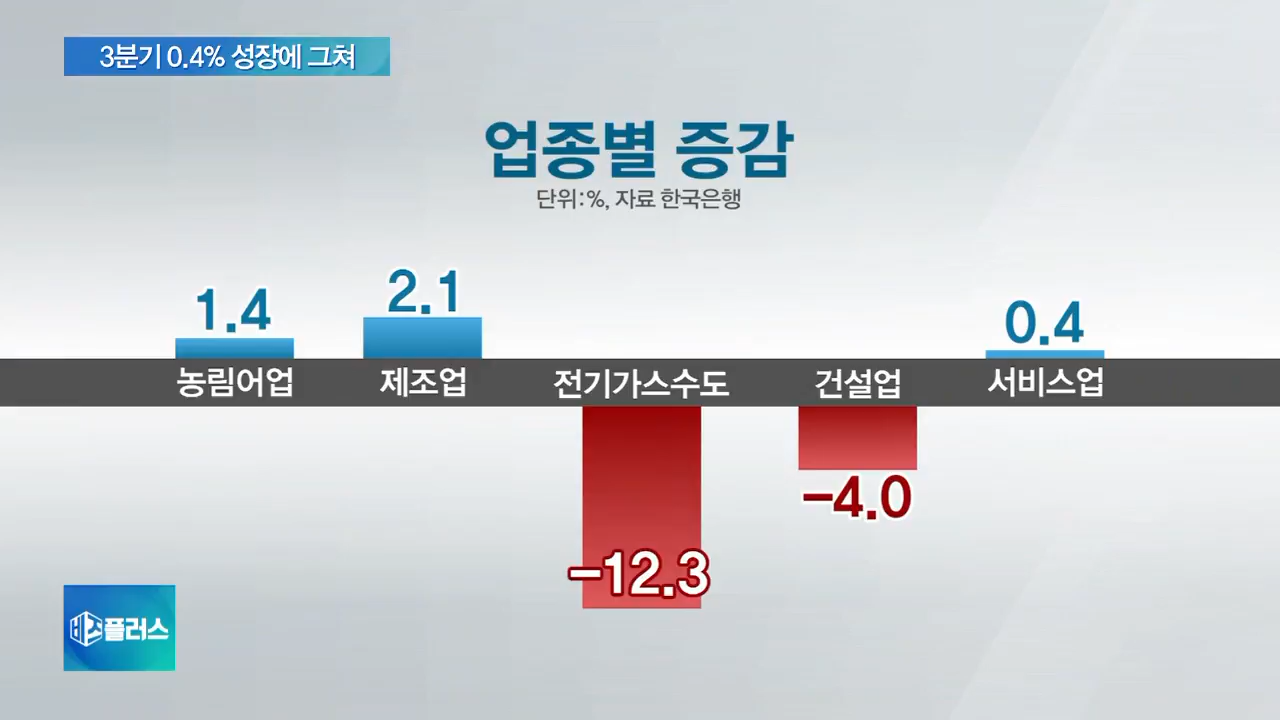 3분기 0.4% 성장에 그쳐
업종별 증감
단위:%, 자료 한국은행
1.4
2.1
0.4
농림어업
제조업
전기가스수도
건설업
서비스업
-4.0
-12.3
비즈플러스